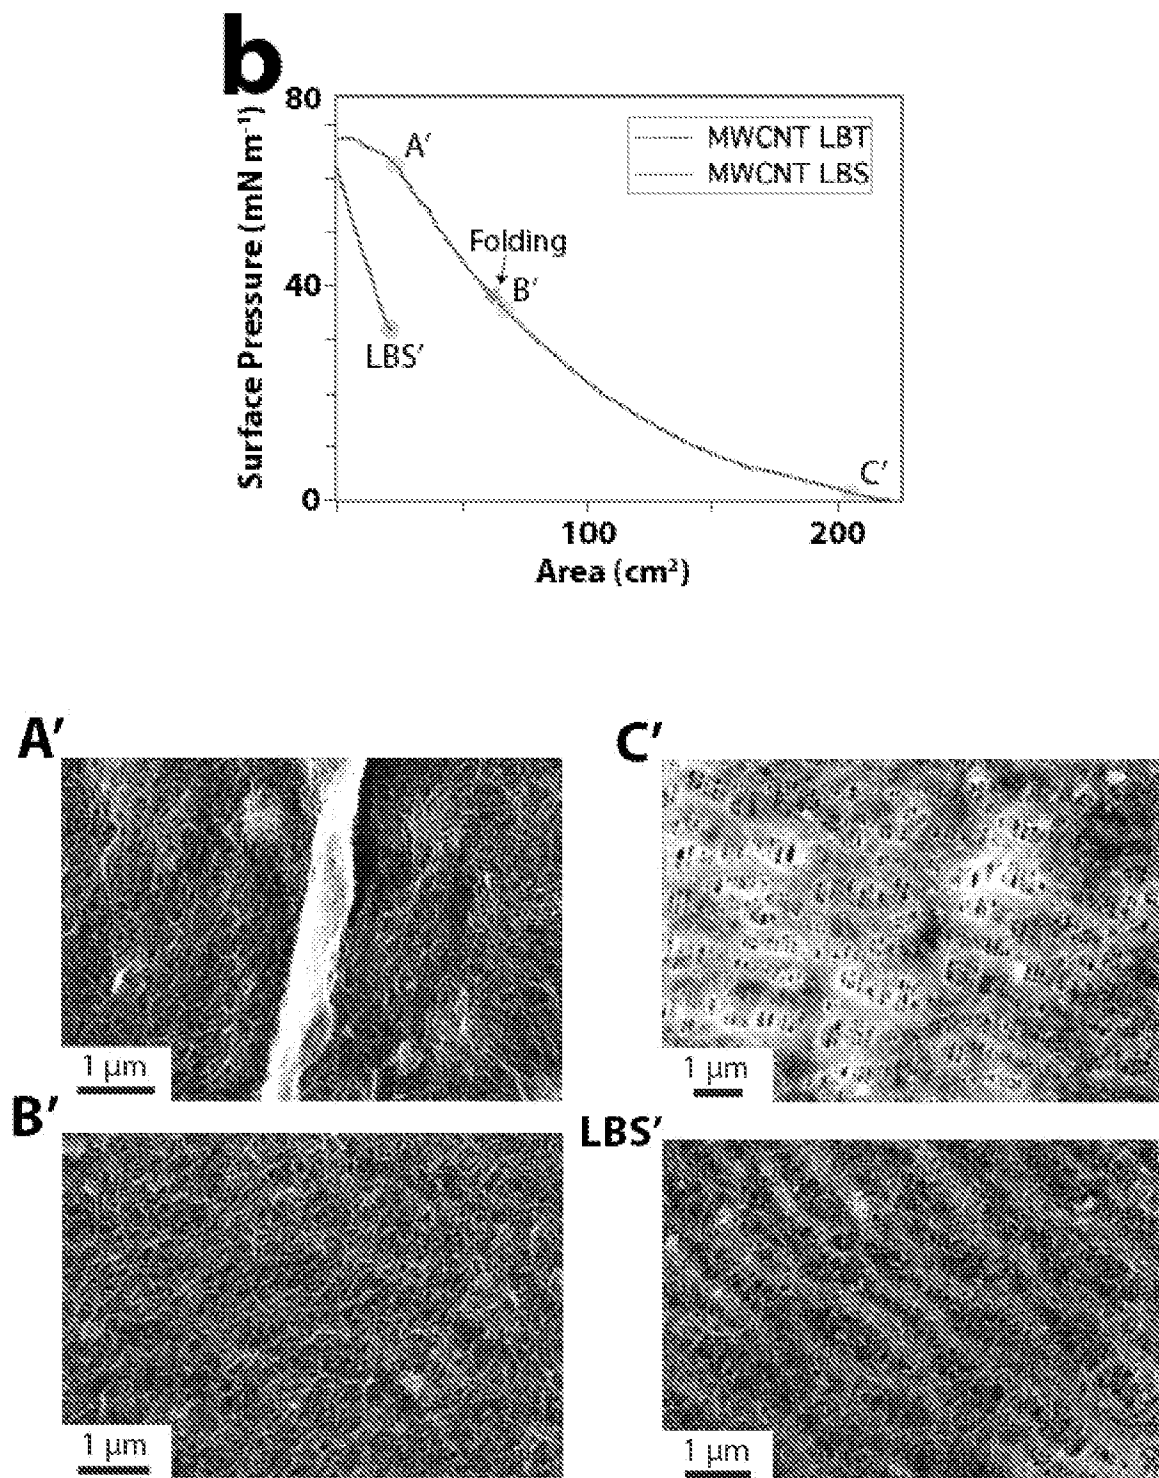 b
80
40
0
Surface Pressure (mN m⁻¹)
MWCNT LBT
MWCNT LBS
A'
Folding
B'
LBS'
C'
100
200
Area (cm²)
A'
1 μm
C'
1 μm
B'
1 μm
LBS'
1 μm